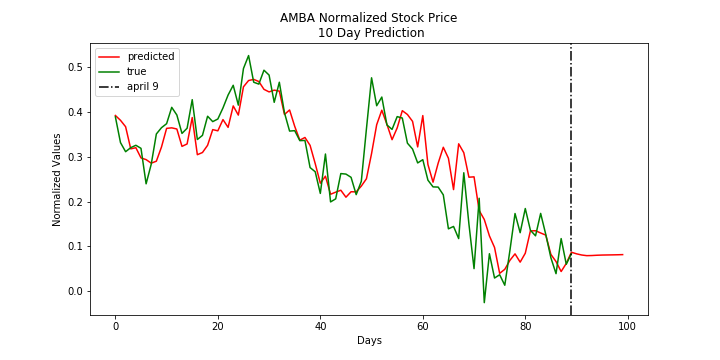 AMBA Normalized Stock Price
10 Day Prediction
predicted
true
april 9
Normalized Values
0.5
0.4
0.3
0.2
0.1
0.0
0
20
40
60
80
100
Days